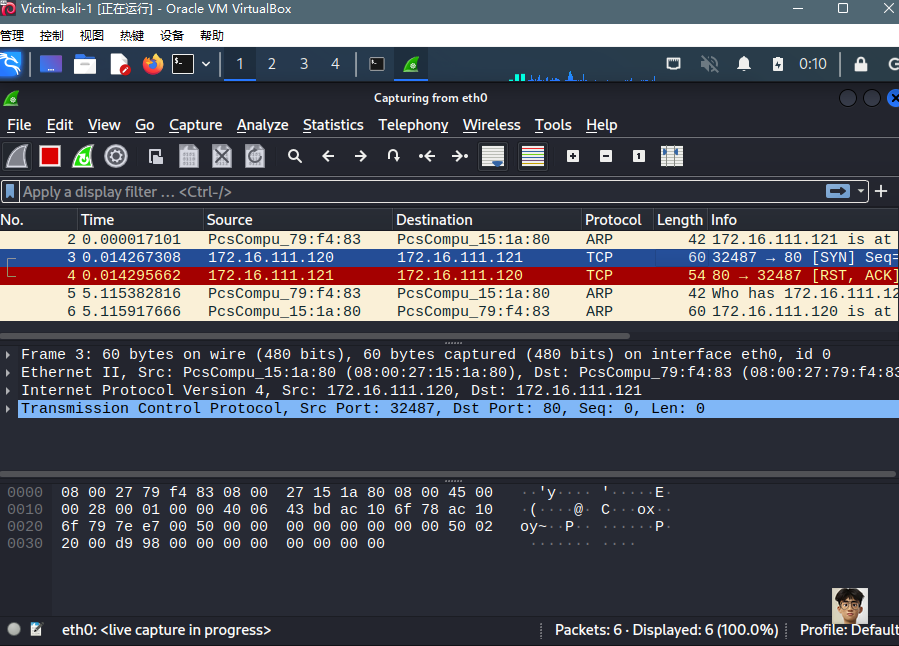 Victim-kali-1 [正在运行] - Oracle VM VirtualBox
管理 控制 视图 热键 设备 帮助
1 2 3 4 0:10
Capturing from eth0
File Edit View Go Capture Analyze Statistics Telephony Wireless Tools Help
Apply a display filter ... <Ctrl-/>
No. Time Source Destination Protocol Length Info
2 0.000017101 PcsCompu_79:f4:83 PcsCompu_15:1a:80 ARP 42 172.16.111.121 is at
3 0.014267308 172.16.111.120 172.16.111.121 TCP 60 32487 → 80 [SYN] Seq=
4 0.014295662 172.16.111.121 172.16.111.120 TCP 54 80 → 32487 [RST, ACK]
5 5.115382816 PcsCompu_79:f4:83 PcsCompu_15:1a:80 ARP 42 Who has 172.16.111.12
6 5.115917666 PcsCompu_15:1a:80 PcsCompu_79:f4:83 ARP 60 172.16.111.120 is at
Frame 3: 60 bytes on wire (480 bits), 60 bytes captured (480 bits) on interface eth0, id 0
Ethernet II, Src: PcsCompu_15:1a:80 (08:00:27:15:1a:80), Dst: PcsCompu_79:f4:83 (08:00:27:79:f4:83
Internet Protocol Version 4, Src: 172.16.111.120, Dst: 172.16.111.121
Transmission Control Protocol, Src Port: 32487, Dst Port: 80, Seq: 0, Len: 0
0000 08 00 27 79 f4 83 08 00 27 15 1a 80 08 00 45 00 ··'y···· '·····E·
0010 00 28 00 01 00 00 40 06 43 bd ac 10 6f 78 ac 10 ·(····@· C···ox··
0020 6f 79 7e e7 00 50 00 00 00 00 00 00 00 00 50 02 oy~··P·· ······P·
0030 20 00 d9 98 00 00 00 00 00 00 00 00 ······· ····
eth0: <live capture in progress> Packets: 6 · Displayed: 6 (100.0%) Profile: Default